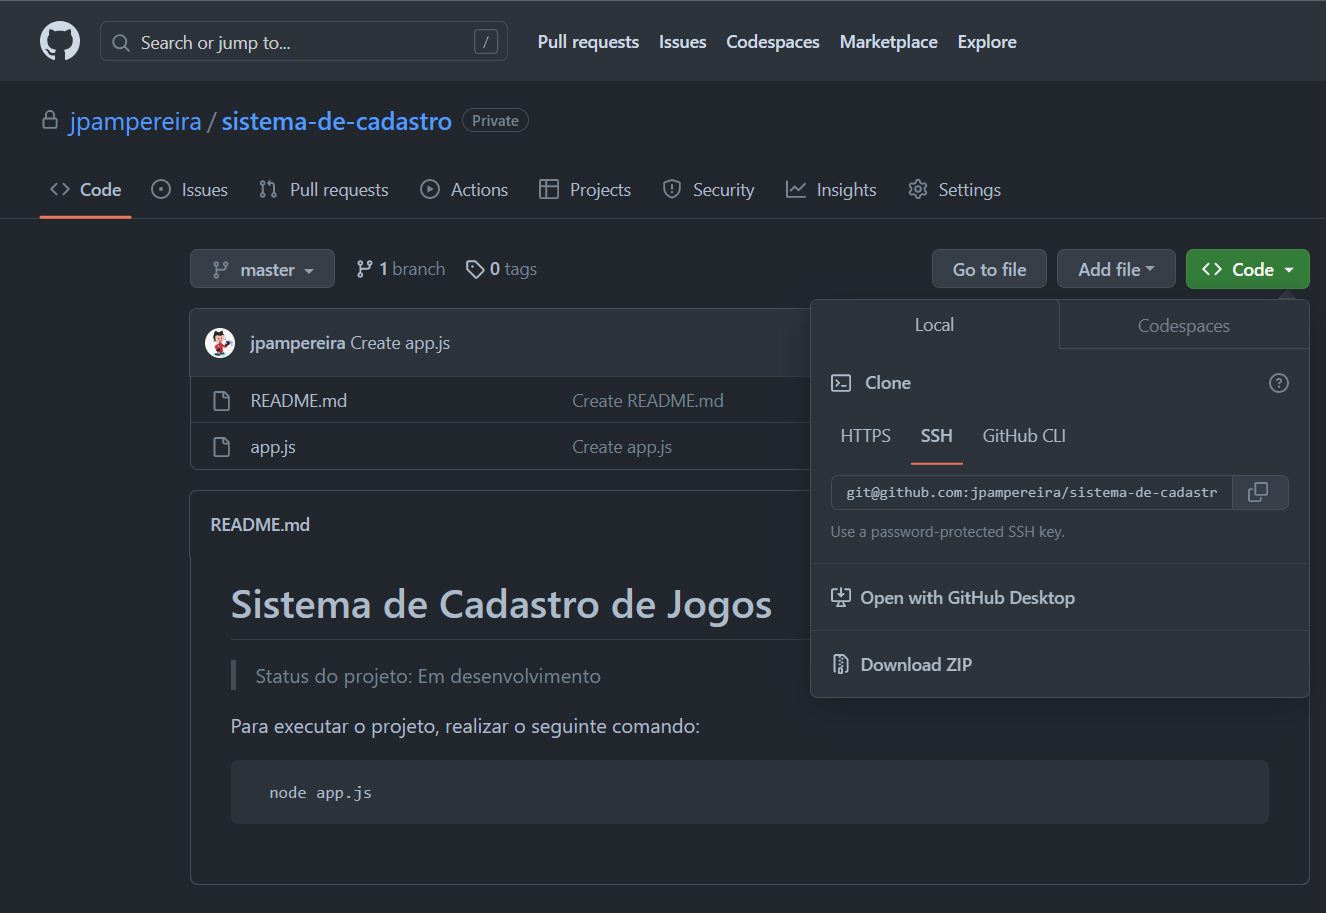 Search or jump to... /
Pull requests Issues Codespaces Marketplace Explore
jpampereira / sistema-de-cadastro Private
Code Issues Pull requests Actions Projects Security Insights Settings
master 1 branch 0 tags Go to file Add file Code
Local Codespaces
jpampereira Create app.js
README.md Create README.md
app.js Create app.js
Clone ?
HTTPS SSH GitHub CLI
git@github.com:jpampereira/sistema-de-cadastr
Use a password-protected SSH key.
Open with GitHub Desktop
Download ZIP
README.md
Sistema de Cadastro de Jogos
Status do projeto: Em desenvolvimento
Para executar o projeto, realizar o seguinte comando:
node app.js